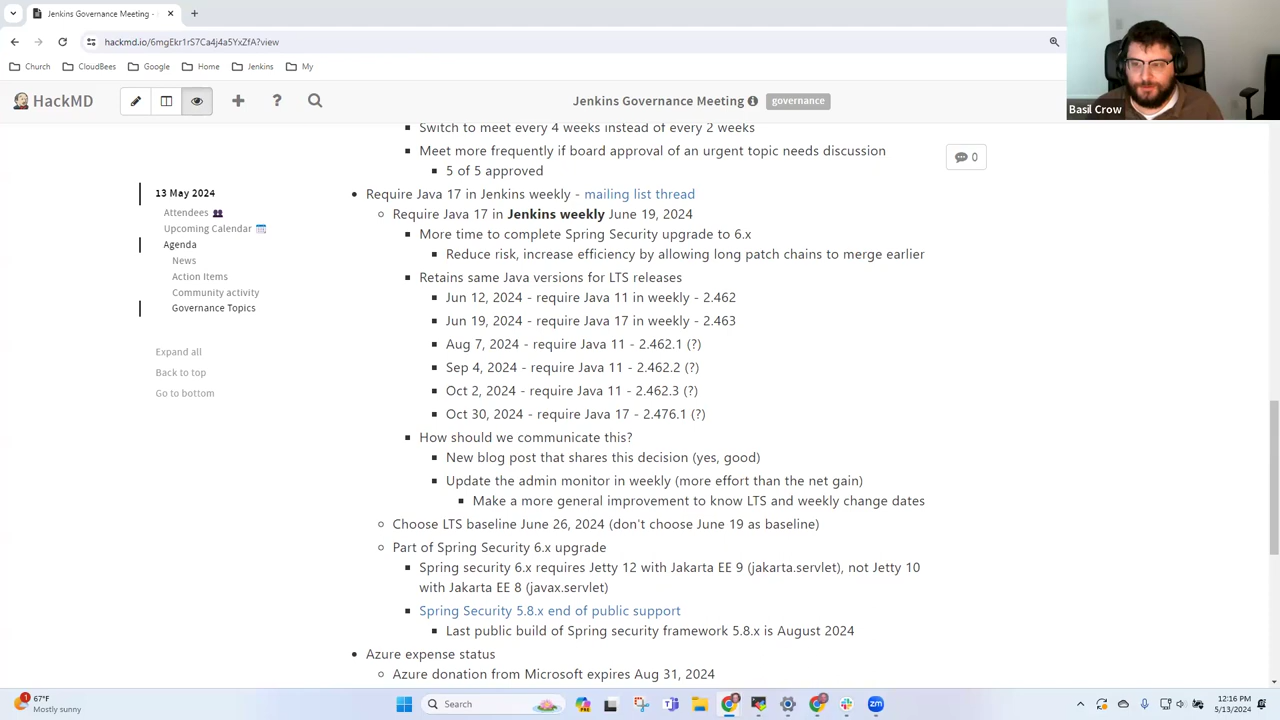 Jenkins Governance Meeting -
hackmd.io/6mgEkr1rS7Ca4j4a5YxZfA?view
Church
CloudBees
Google
Home
Jenkins
My
HackMD
Jenkins Governance Meeting
governance
Basil Crow
0
13 May 2024
Attendees
Upcoming Calendar
Agenda
News
Action Items
Community activity
Governance Topics
Expand all
Back to top
Go to bottom
Switch to meet every 4 weeks instead of every 2 weeks
Meet more frequently if board approval of an urgent topic needs discussion
5 of 5 approved
Require Java 17 in Jenkins weekly - mailing list thread
Require Java 17 in Jenkins weekly June 19, 2024
More time to complete Spring Security upgrade to 6.x
Reduce risk, increase efficiency by allowing long patch chains to merge earlier
Retains same Java versions for LTS releases
Jun 12, 2024 - require Java 11 in weekly - 2.462
Jun 19, 2024 - require Java 17 in weekly - 2.463
Aug 7, 2024 - require Java 11 - 2.462.1 (?)
Sep 4, 2024 - require Java 11 - 2.462.2 (?)
Oct 2, 2024 - require Java 11 - 2.462.3 (?)
Oct 30, 2024 - require Java 17 - 2.476.1 (?)
How should we communicate this?
New blog post that shares this decision (yes, good)
Update the admin monitor in weekly (more effort than the net gain)
Make a more general improvement to know LTS and weekly change dates
Choose LTS baseline June 26, 2024 (don't choose June 19 as baseline)
Part of Spring Security 6.x upgrade
Spring security 6.x requires Jetty 12 with Jakarta EE 9 (jakarta.servlet), not Jetty 10
with Jakarta EE 8 (javax.servlet)
Spring Security 5.8.x end of public support
Last public build of Spring security framework 5.8.x is August 2024
Azure expense status
Azure donation from Microsoft expires Aug 31, 2024
1
67°F
Mostly sunny
Search
12:16 PM
5/13/2024